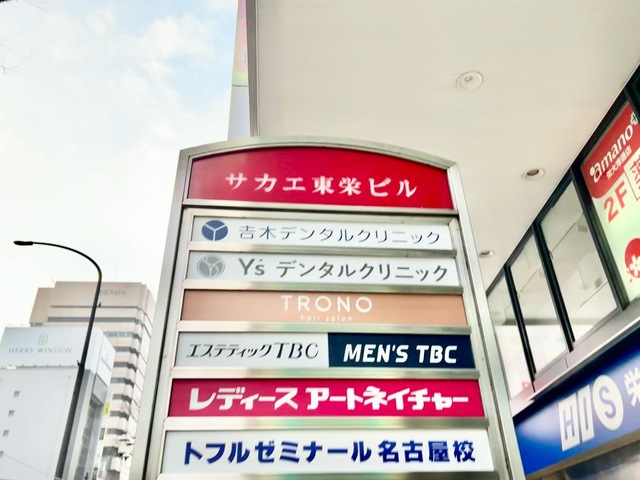 サカエ東栄ビル
吉木デンタルクリニック
Y's デンタルクリニック
TRONO
hair salon
エステティックTBC MEN'S TBC
レディース アートネイチャー
トフルゼミナール 名古屋校
HARRY WINSTON
amano
2F
HIS 栄